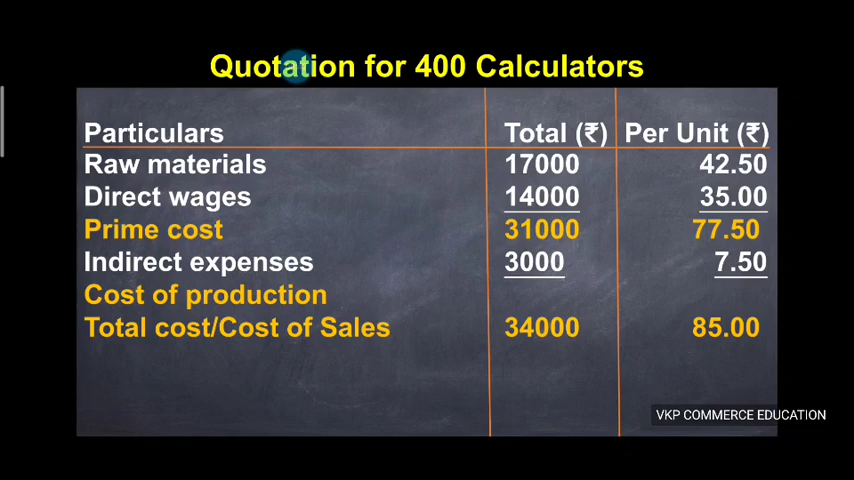 Quotation for 400 Calculators
Particulars Total (₹) Per Unit (₹)
Raw materials 17000 42.50
Direct wages 14000 35.00
Prime cost 31000 77.50
Indirect expenses 3000 7.50
Cost of production
Total cost/Cost of Sales 34000 85.00
VKP COMMERCE EDUCATION